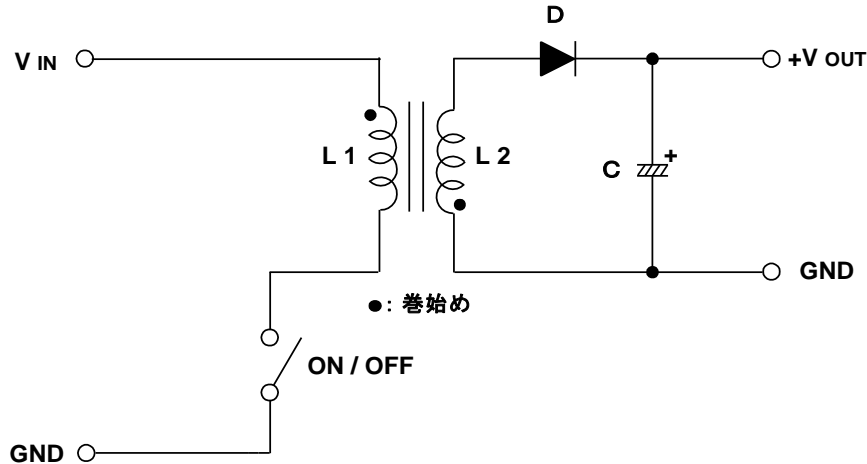 D
V IN
+V OUT
L 1
L 2
C
+
GND
●: 巻始め
ON / OFF
GND